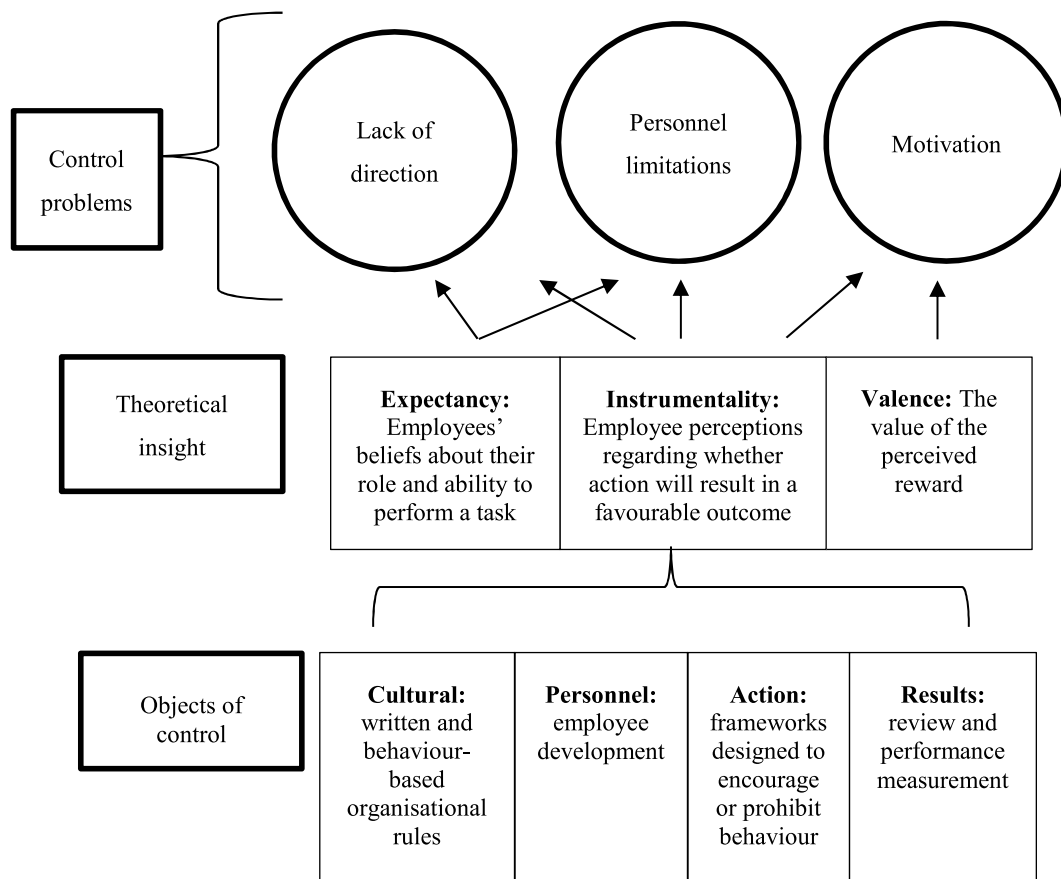 Control
problems
Lack of
direction
Personnel
limitations
Motivation
Theoretical
insight
Expectancy:
Employees’
beliefs about their
role and ability to
perform a task
Instrumentality:
Employee perceptions
regarding whether
action will result in a
favourable outcome
Valence: The
value of the
perceived
reward
Objects of
control
Cultural:
written and
behaviour-
based
organisational
rules
Personnel:
employee
development
Action:
frameworks
designed to
encourage
or prohibit
behaviour
Results:
review and
performance
measurement